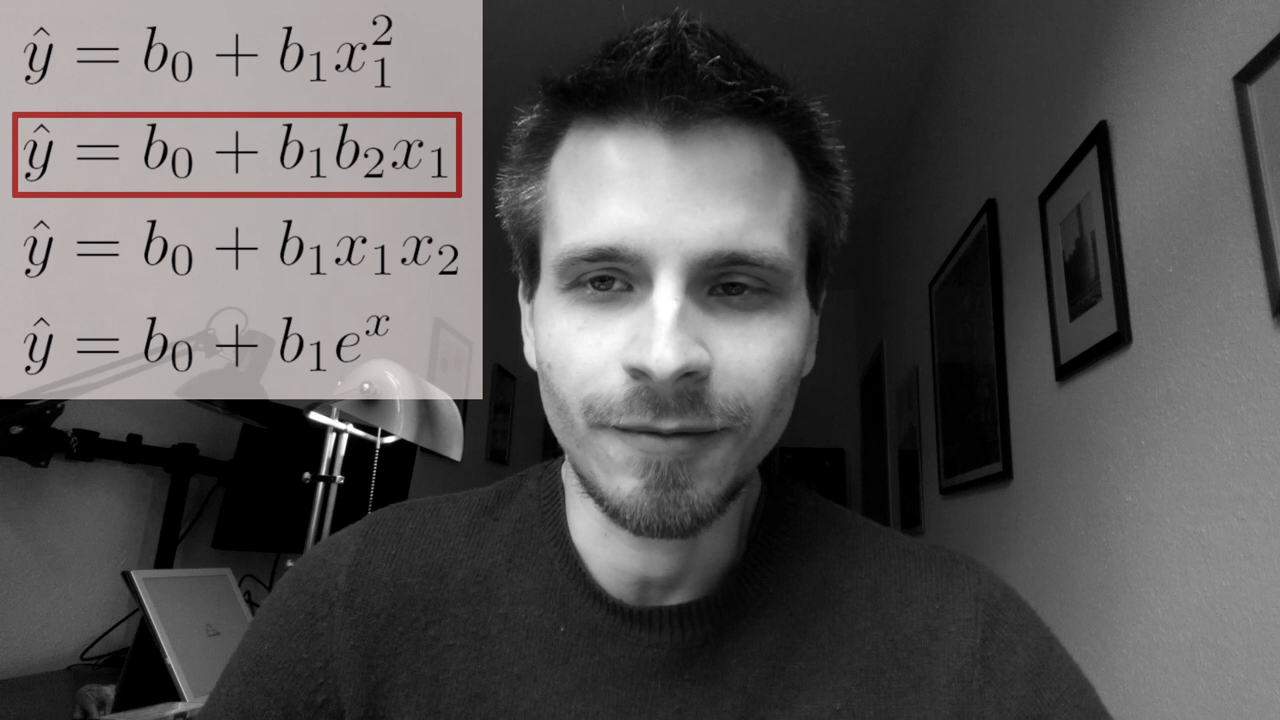 ŷ = b₀ + b₁x₁²
ŷ = b₀ + b₁b₂x₁
ŷ = b₀ + b₁x₁x₂
ŷ = b₀ + b₁eˣ